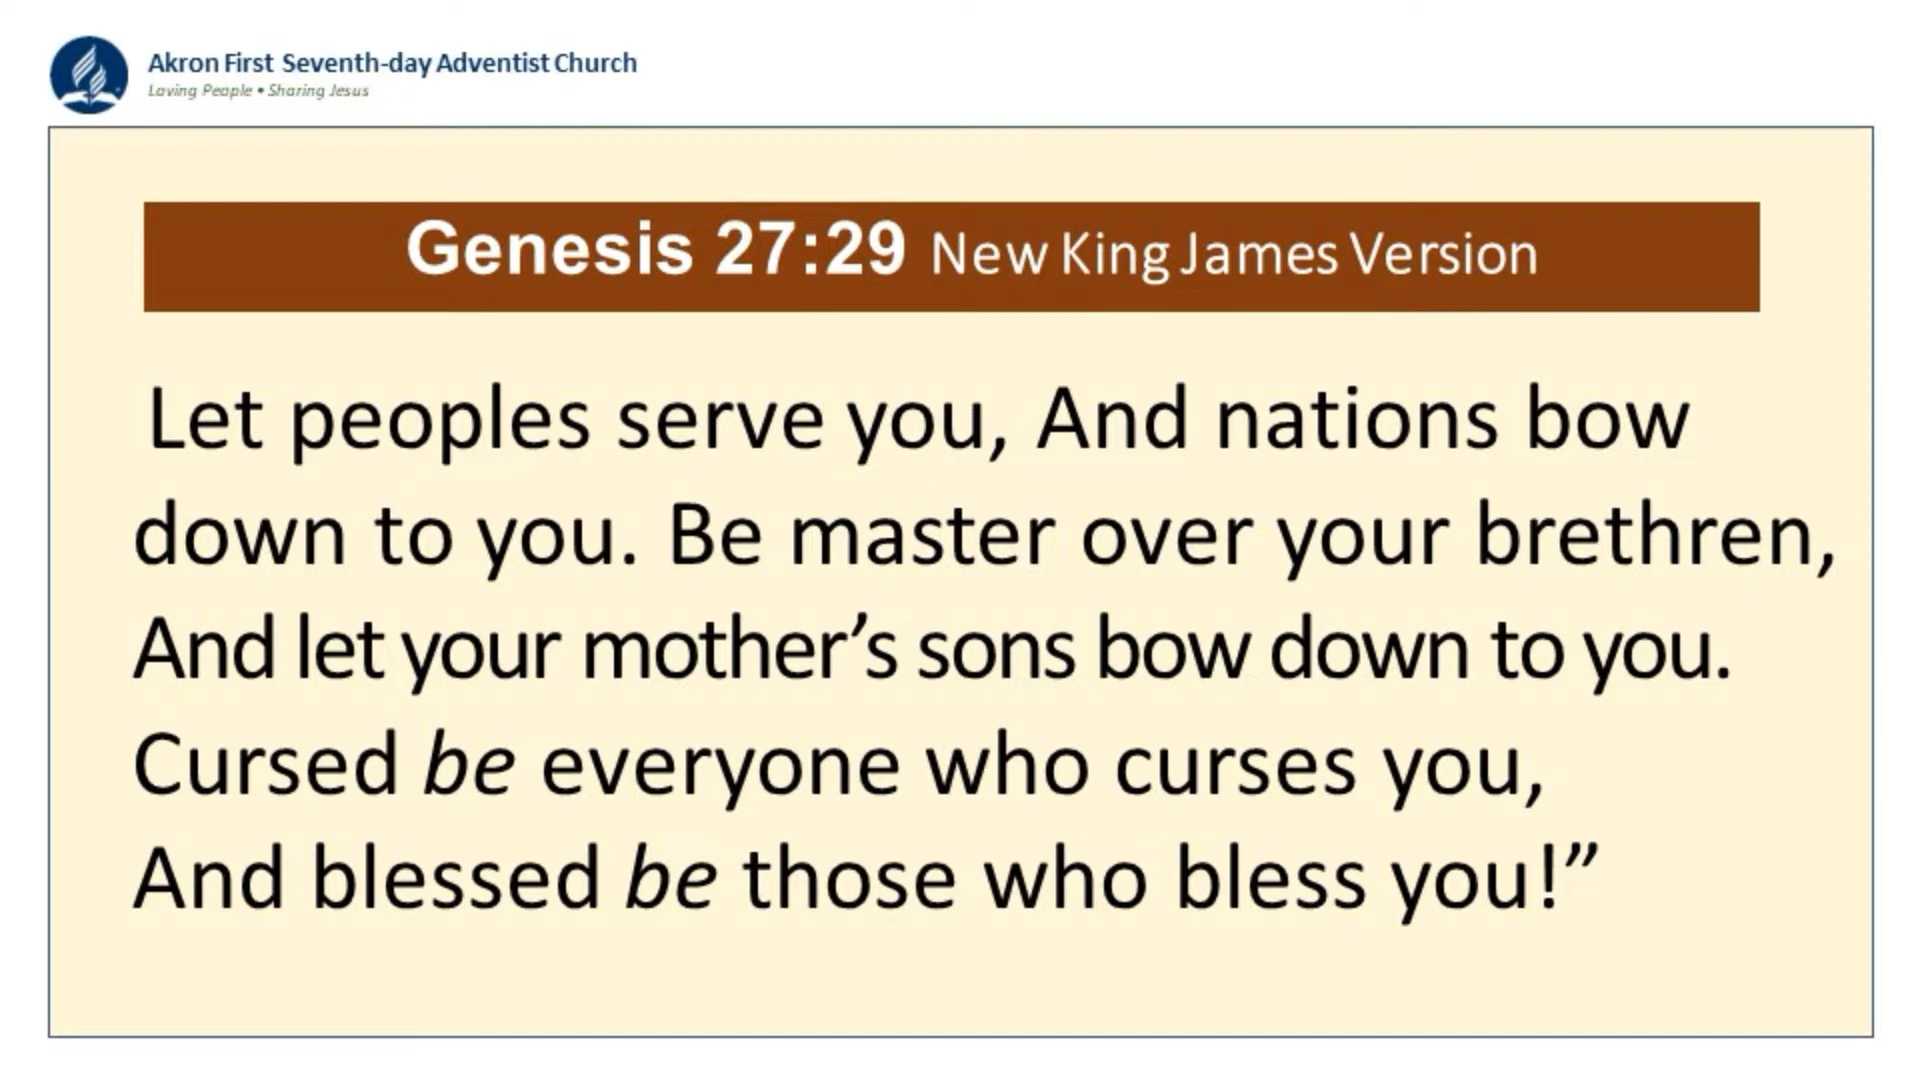 Akron First Seventh-day Adventist Church
Loving People • Sharing Jesus
Genesis 27:29 New King James Version
Let peoples serve you, And nations bow
down to you. Be master over your brethren,
And let your mother’s sons bow down to you.
Cursed be everyone who curses you,
And blessed be those who bless you!”